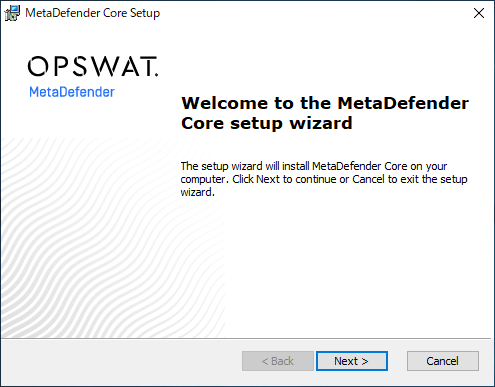 MetaDefender Core Setup
OPSWAT.
MetaDefender
Welcome to the MetaDefender
Core setup wizard
The setup wizard will install MetaDefender Core on your
computer. Click Next to continue or Cancel to exit the setup
wizard.
< Back
Next >
Cancel